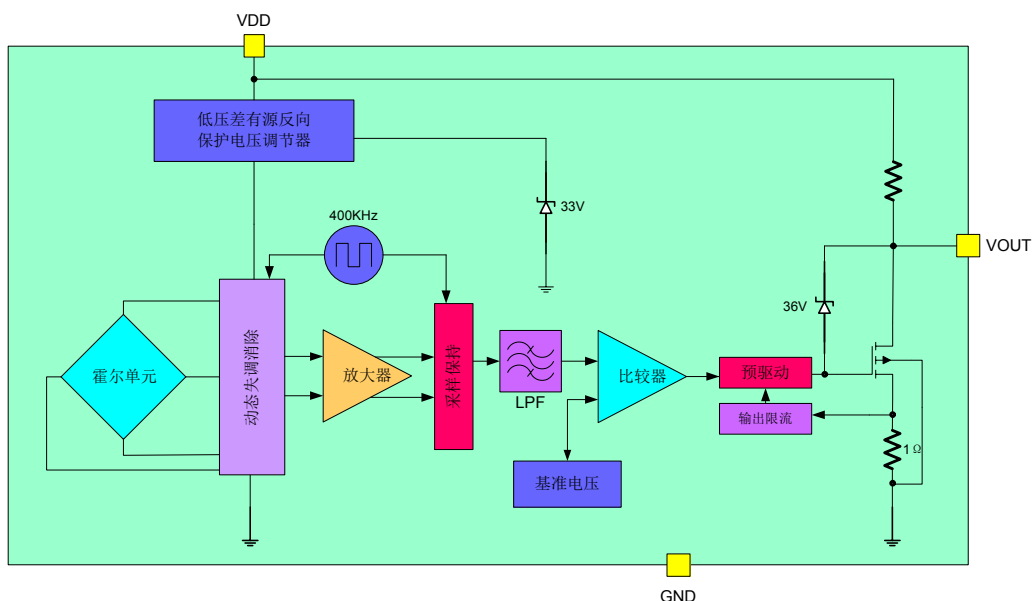 VDD
低压差有源反向
保护电压调节器
33V
400KHz
VOUT
36V
霍尔单元
动态失调消除
放大器
采样保持
LPF
比较器
预驱动
输出限流
1Ω
基准电压
GND